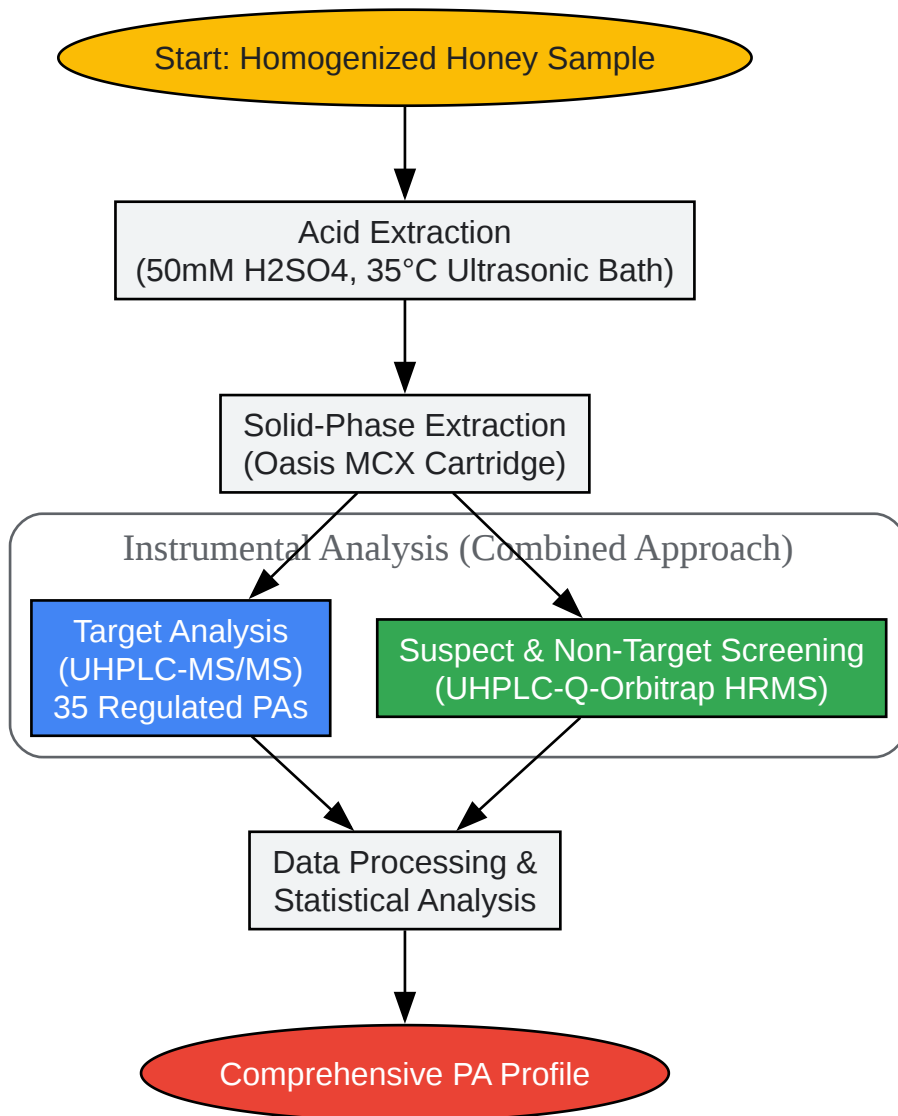 Start: Homogenized Honey Sample
Acid Extraction
(50mM H2SO4, 35°C Ultrasonic Bath)
Solid-Phase Extraction
(Oasis MCX Cartridge)
Instrumental Analysis (Combined Approach)
Target Analysis
(UHPLC-MS/MS)
35 Regulated PAs
Suspect & Non-Target Screening
(UHPLC-Q-Orbitrap HRMS)
Data Processing &
Statistical Analysis
Comprehensive PA Profile